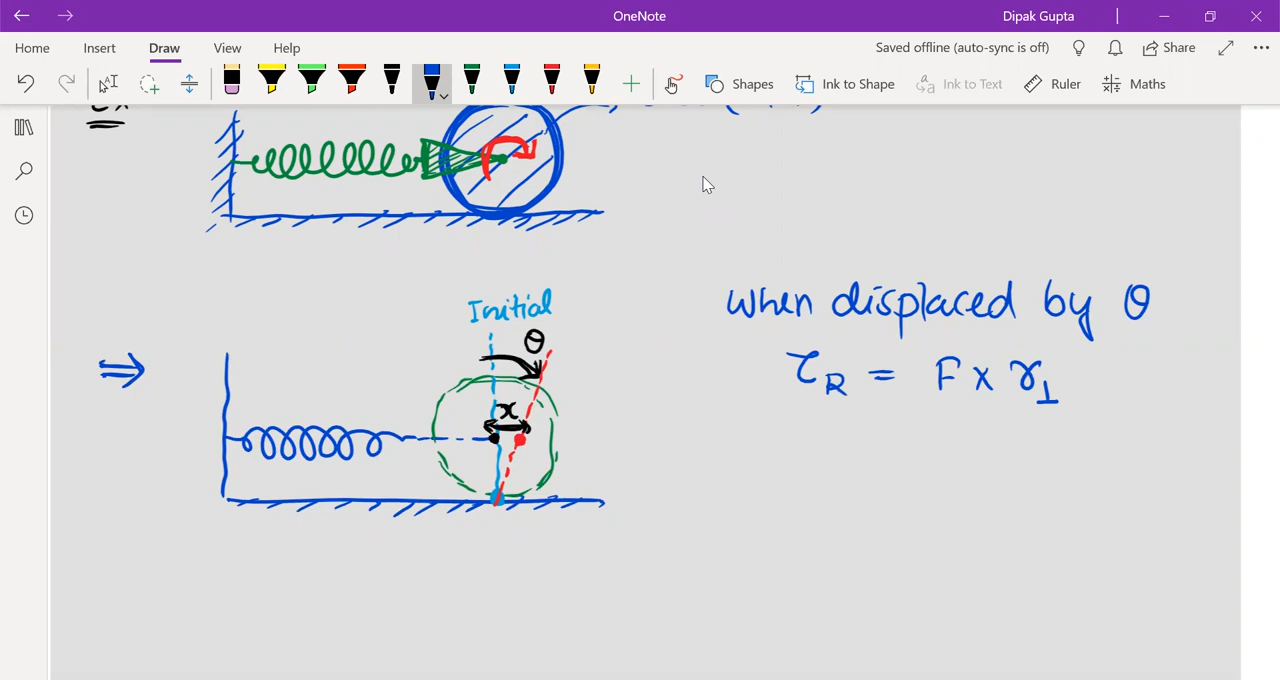 OneNote
Dipak Gupta
Home Insert Draw View Help
Saved offline (auto-sync is off) Share
Shapes Ink to Shape Ink to Text Ruler Maths
Ex
Initial
θ
x
when displaced by θ
τR = F × r⊥